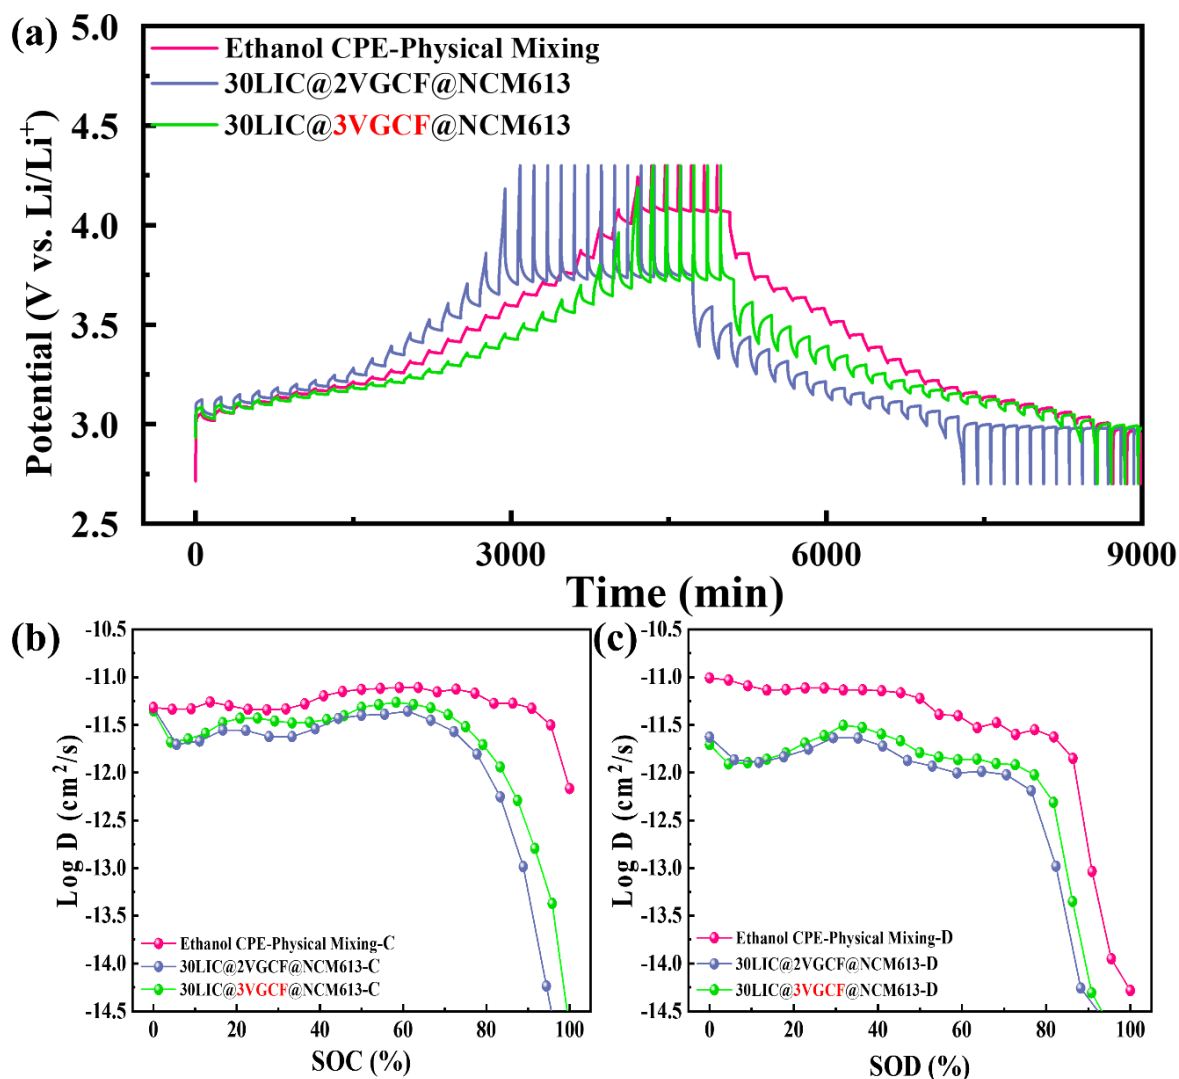 (a)
5.0
4.5
4.0
3.5
3.0
2.5
Potential (V vs. Li/Li⁺)
Ethanol CPE-Physical Mixing
30LIC@2VGCF@NCM613
30LIC@3VGCF@NCM613
0 3000 6000 9000
Time (min)
(b)
-10.5
-11.0
-11.5
-12.0
-12.5
-13.0
-13.5
-14.0
-14.5
Log D (cm²/s)
Ethanol CPE-Physical Mixing-C
30LIC@2VGCF@NCM613-C
30LIC@3VGCF@NCM613-C
0 20 40 60 80 100
SOC (%)
(c)
-10.5
-11.0
-11.5
-12.0
-12.5
-13.0
-13.5
-14.0
-14.5
Log D (cm²/s)
Ethanol CPE-Physical Mixing-D
30LIC@2VGCF@NCM613-D
30LIC@3VGCF@NCM613-D
0 20 40 60 80 100
SOD (%)